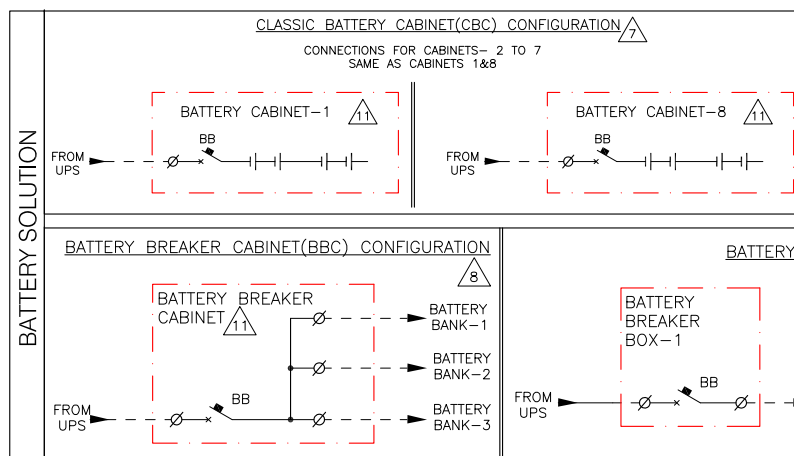 BATTERY SOLUTION
CLASSIC BATTERY CABINET(CBC) CONFIGURATION 7
CONNECTIONS FOR CABINETS- 2 TO 7
SAME AS CABINETS 1&8
BATTERY CABINET-1 11
BB
FROM
UPS
BATTERY CABINET-8 11
BB
FROM
UPS
BATTERY BREAKER CABINET(BBC) CONFIGURATION
8
BATTERY BREAKER
CABINET 11
BB
FROM
UPS
BATTERY
BANK-1
BATTERY
BANK-2
BATTERY
BANK-3
BATTERY
BATTERY
BREAKER
BOX-1
BB
FROM
UPS